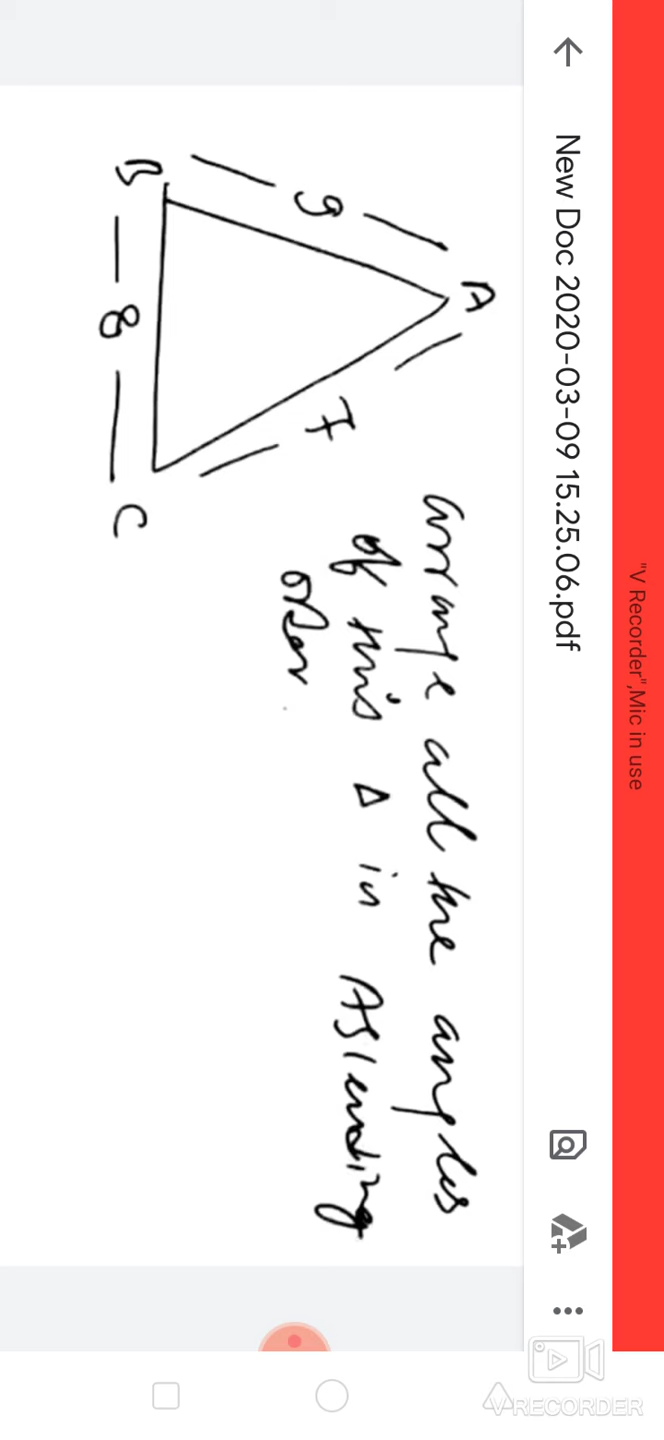 "V Recorder",Mic in use
New Doc 2020-03-09 15.25.06.pdf
A
9
7
B
8
C
arrange all the angles
of this Δ in Ascending
order
V RECORDER